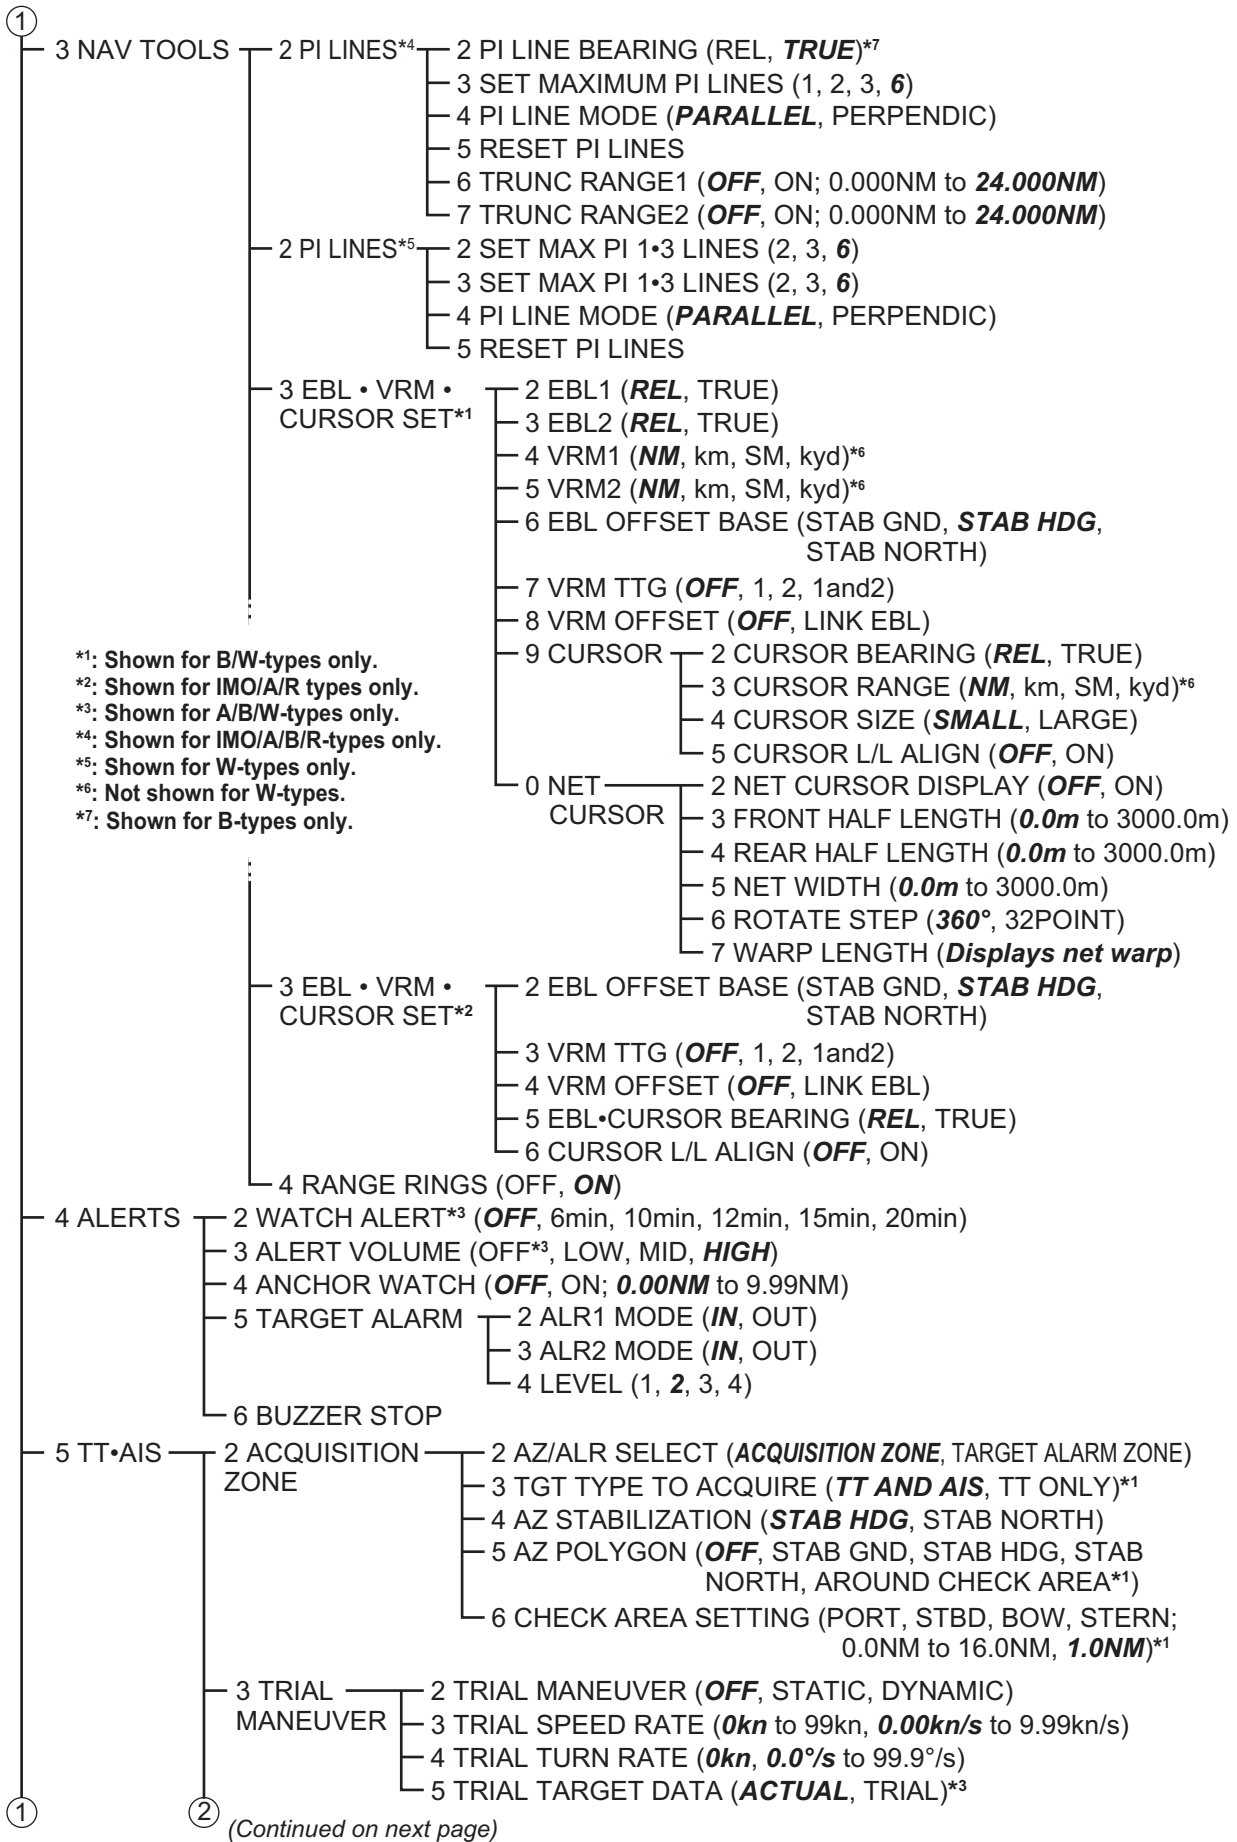 1
3 NAV TOOLS
2 PI LINES*4
2 PI LINE BEARING (REL, TRUE)*7
3 SET MAXIMUM PI LINES (1, 2, 3, 6)
4 PI LINE MODE (PARALLEL, PERPENDIC)
5 RESET PI LINES
6 TRUNC RANGE1 (OFF, ON; 0.000NM to 24.000NM)
7 TRUNC RANGE2 (OFF, ON; 0.000NM to 24.000NM)
2 PI LINES*5
2 SET MAX PI 1•3 LINES (2, 3, 6)
3 SET MAX PI 1•3 LINES (2, 3, 6)
4 PI LINE MODE (PARALLEL, PERPENDIC)
5 RESET PI LINES
3 EBL • VRM •
CURSOR SET*1
2 EBL1 (REL, TRUE)
3 EBL2 (REL, TRUE)
4 VRM1 (NM, km, SM, kyd)*6
5 VRM2 (NM, km, SM, kyd)*6
6 EBL OFFSET BASE (STAB GND, STAB HDG,
STAB NORTH)
7 VRM TTG (OFF, 1, 2, 1and2)
8 VRM OFFSET (OFF, LINK EBL)
9 CURSOR
2 CURSOR BEARING (REL, TRUE)
3 CURSOR RANGE (NM, km, SM, kyd)*6
4 CURSOR SIZE (SMALL, LARGE)
5 CURSOR L/L ALIGN (OFF, ON)
0 NET
CURSOR
2 NET CURSOR DISPLAY (OFF, ON)
3 FRONT HALF LENGTH (0.0m to 3000.0m)
4 REAR HALF LENGTH (0.0m to 3000.0m)
5 NET WIDTH (0.0m to 3000.0m)
6 ROTATE STEP (360°, 32POINT)
7 WARP LENGTH (Displays net warp)
*1: Shown for B/W-types only.
*2: Shown for IMO/A/R types only.
*3: Shown for A/B/W-types only.
*4: Shown for IMO/A/B/R-types only.
*5: Shown for W-types only.
*6: Not shown for W-types.
*7: Shown for B-types only.
3 EBL • VRM •
CURSOR SET*2
2 EBL OFFSET BASE (STAB GND, STAB HDG,
STAB NORTH)
3 VRM TTG (OFF, 1, 2, 1and2)
4 VRM OFFSET (OFF, LINK EBL)
5 EBL•CURSOR BEARING (REL, TRUE)
6 CURSOR L/L ALIGN (OFF, ON)
4 RANGE RINGS (OFF, ON)
4 ALERTS
2 WATCH ALERT*3 (OFF, 6min, 10min, 12min, 15min, 20min)
3 ALERT VOLUME (OFF*3, LOW, MID, HIGH)
4 ANCHOR WATCH (OFF, ON; 0.00NM to 9.99NM)
5 TARGET ALARM
2 ALR1 MODE (IN, OUT)
3 ALR2 MODE (IN, OUT)
4 LEVEL (1, 2, 3, 4)
6 BUZZER STOP
5 TT•AIS
2 ACQUISITION
ZONE
2 AZ/ALR SELECT (ACQUISITION ZONE, TARGET ALARM ZONE)
3 TGT TYPE TO ACQUIRE (TT AND AIS, TT ONLY)*1
4 AZ STABILIZATION (STAB HDG, STAB NORTH)
5 AZ POLYGON (OFF, STAB GND, STAB HDG, STAB
NORTH, AROUND CHECK AREA*1)
6 CHECK AREA SETTING (PORT, STBD, BOW, STERN;
0.0NM to 16.0NM, 1.0NM)*1
3 TRIAL
MANEUVER
2 TRIAL MANEUVER (OFF, STATIC, DYNAMIC)
3 TRIAL SPEED RATE (0kn to 99kn, 0.00kn/s to 9.99kn/s)
4 TRIAL TURN RATE (0kn, 0.0°/s to 99.9°/s)
5 TRIAL TARGET DATA (ACTUAL, TRIAL)*3
1
2
(Continued on next page)